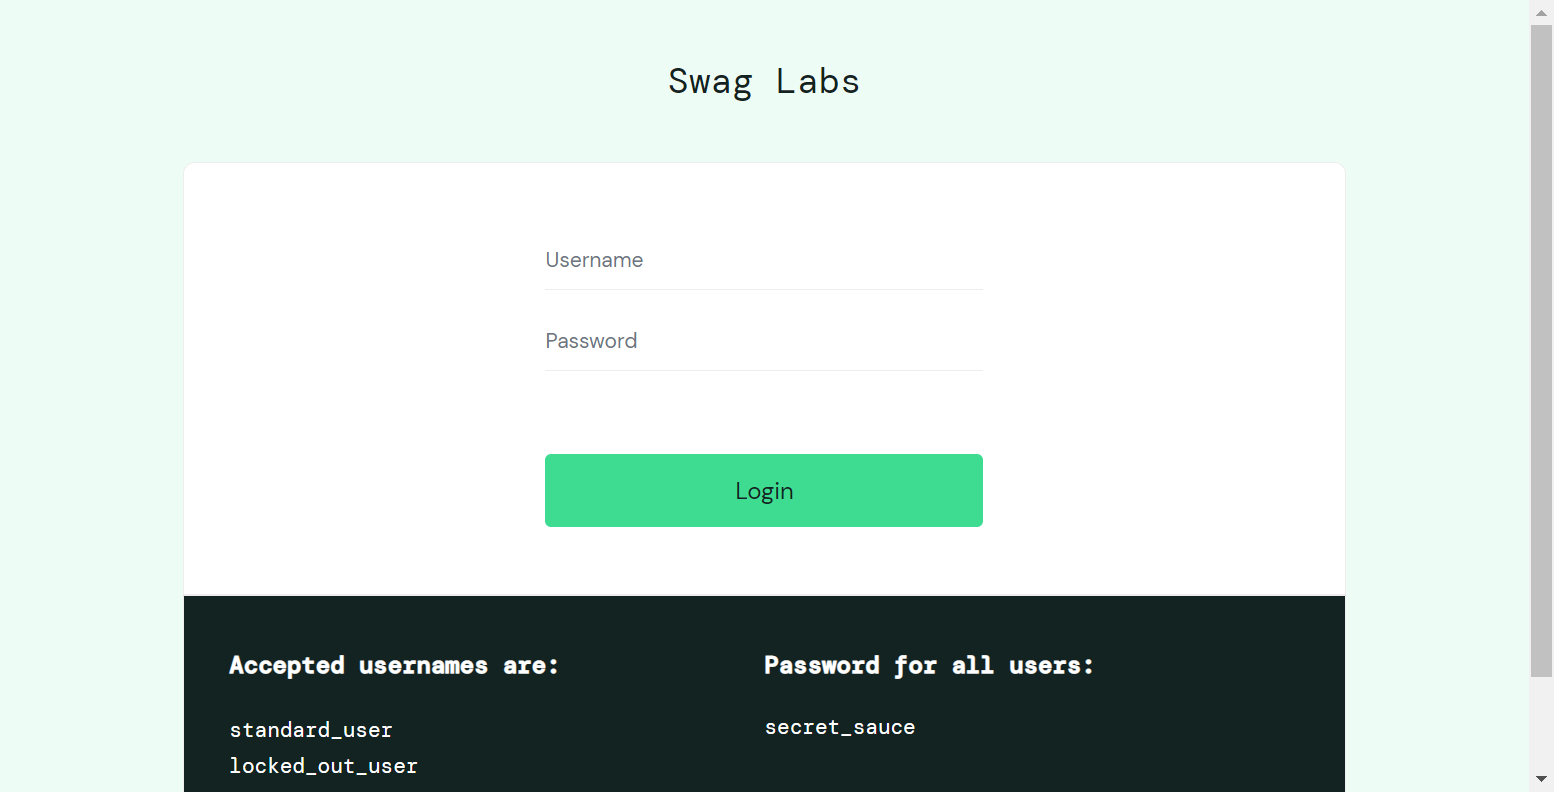 Swag Labs
Username
Password
Login
Accepted usernames are:
standard_user
locked_out_user
Password for all users:
secret_sauce